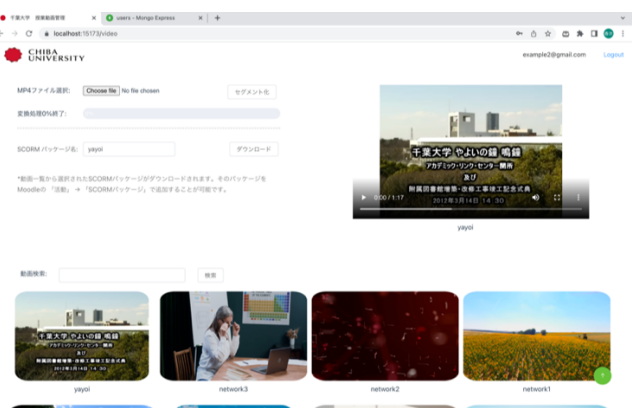 千葉大学 授業動画管理
users - Mongo Express
localhost:15173/video
CHIBA
UNIVERSITY
example2@gmail.com
Logout
MP4ファイル選択:
Choose file No file chosen
セグメント化
変換処理0%終了:
SCORM パッケージ名:
yayoi
ダウンロード
*動画一覧から選択されたSCORMパッケージがダウンロードされます。そのパッケージを
Moodleの 「活動」 → 「SCORMパッケージ」で追加することが可能です。
千葉大学 やよいの鐘 鳴鐘
アカデミック・リンク・センター開所
及び
附属図書館増築・改修工事竣工記念式典
2012年3月14日 14:30
0:00 / 1:17
yayoi
動画検索:
検索
千葉大学 やよいの鐘 鳴鐘
アカデミック・リンク・センター開所
及び
附属図書館増築・改修工事竣工記念式典
2012年3月14日 14:30
yayoi
network3
network2
network1